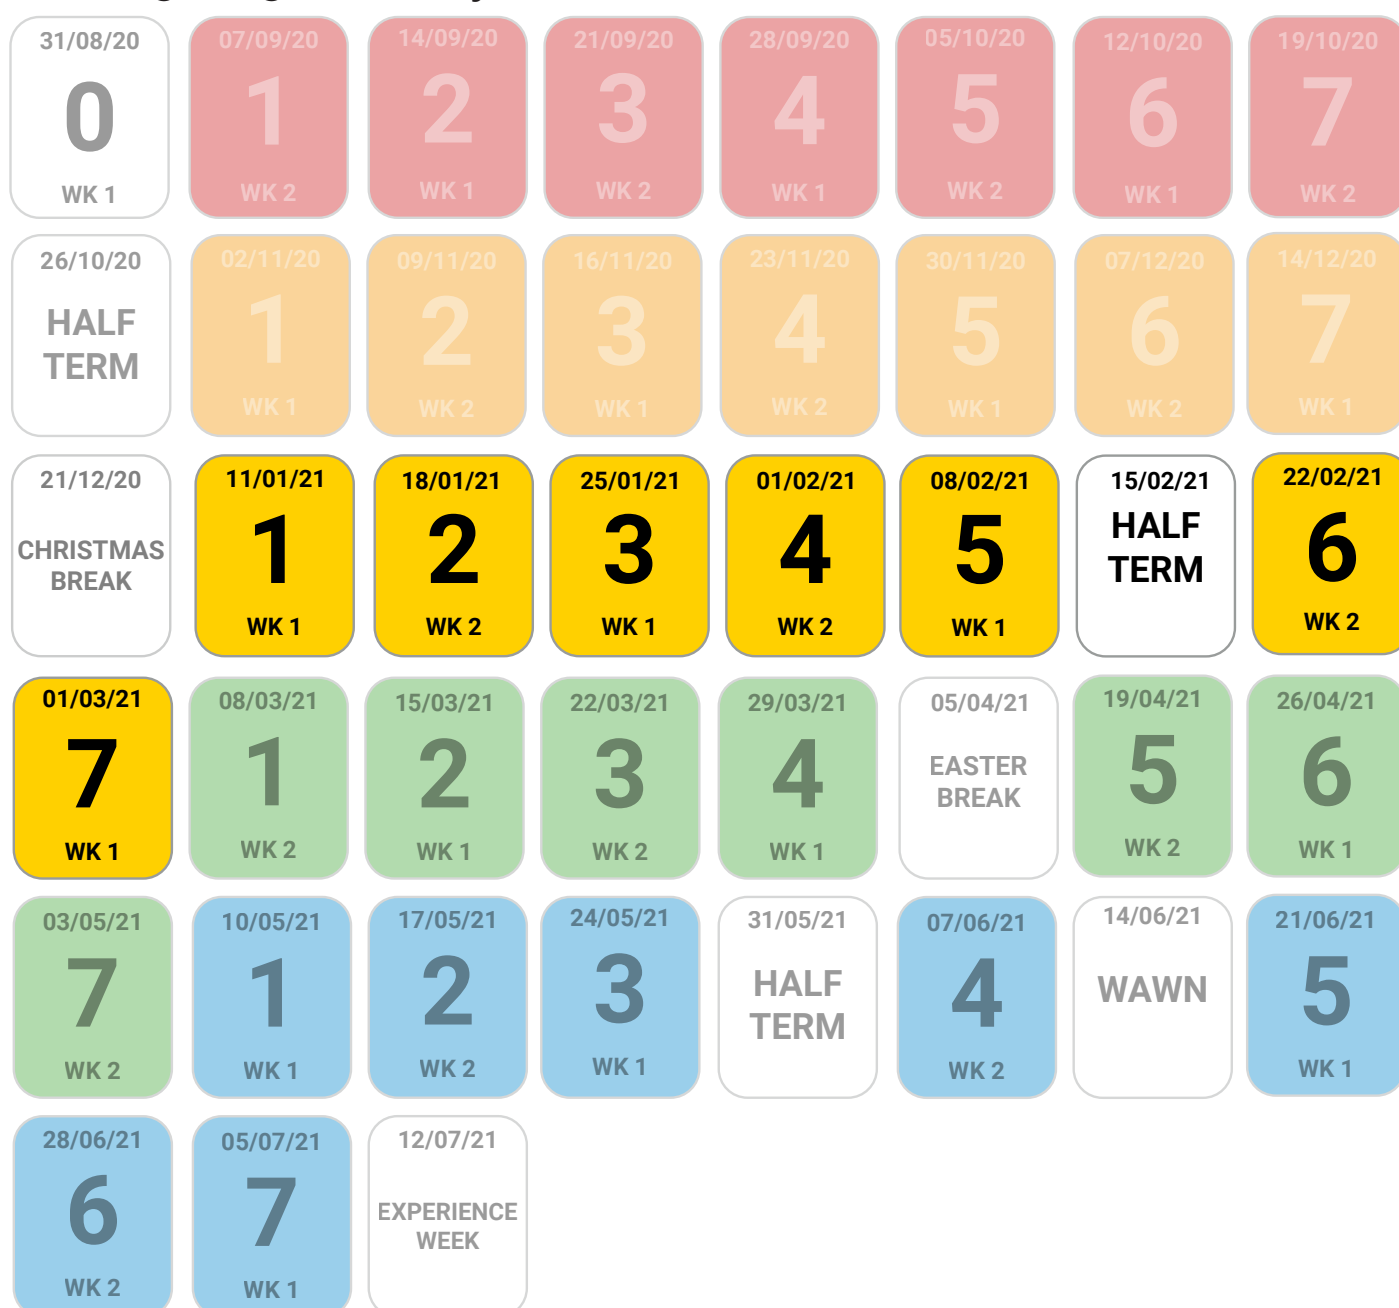 31/08/20 07/09/20 14/09/20 21/09/20 28/09/20 05/10/20 12/10/20 19/10/20
0 1 2 3 4 5 6 7
WK 1 WK 2 WK 1 WK 2 WK 1 WK 2 WK 1 WK 2
26/10/20 02/11/20 09/11/20 16/11/20 23/11/20 30/11/20 07/12/20 14/12/20
HALF TERM 1 2 3 4 5 6 7
WK 1 WK 2 WK 1 WK 2 WK 1 WK 2 WK 1
21/12/20 11/01/21 18/01/21 25/01/21 01/02/21 08/02/21 15/02/21 22/02/21
CHRISTMAS BREAK 1 2 3 4 5 HALF TERM 6
WK 1 WK 2 WK 1 WK 2 WK 1 WK 2
01/03/21 08/03/21 15/03/21 22/03/21 29/03/21 05/04/21 19/04/21 26/04/21
7 1 2 3 4 EASTER BREAK 5 6
WK 1 WK 2 WK 1 WK 2 WK 1 WK 2 WK 1
03/05/21 10/05/21 17/05/21 24/05/21 31/05/21 07/06/21 14/06/21 21/06/21
7 1 2 3 HALF TERM 4 WAWN 5
WK 2 WK 1 WK 2 WK 1 WK 2 WK 1
28/06/21 05/07/21 12/07/21
6 7 EXPERIENCE WEEK
WK 2 WK 1